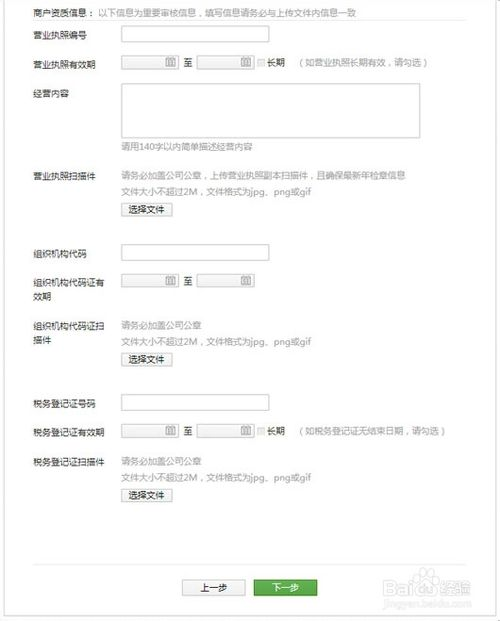 商户资质信息： 以下信息为重要审核信息，填写信息请务必与上传文件内信息一致
营业执照编号
营业执照有效期 至 长期 （如营业执照长期有效，请勾选）
经营内容
请用140字以内简单描述经营内容
营业执照扫描件 请务必加盖公司公章，上传营业执照副本扫描件，且确保最新年检章信息
文件大小不超过2M，文件格式为jpg、png或gif
选择文件
组织机构代码
组织机构代码证有 至
效期
组织机构代码证扫 请务必加盖公司公章
描件 文件大小不超过2M，文件格式为jpg、png或gif
选择文件
税务登记证号码
税务登记证有效期 至 长期 （如税务登记证无结束日期，请勾选）
税务登记证扫描件 请务必加盖公司公章
文件大小不超过2M，文件格式为jpg、png或gif
选择文件
上一步 下一步
Baidu经验
jingyan.baidu.com